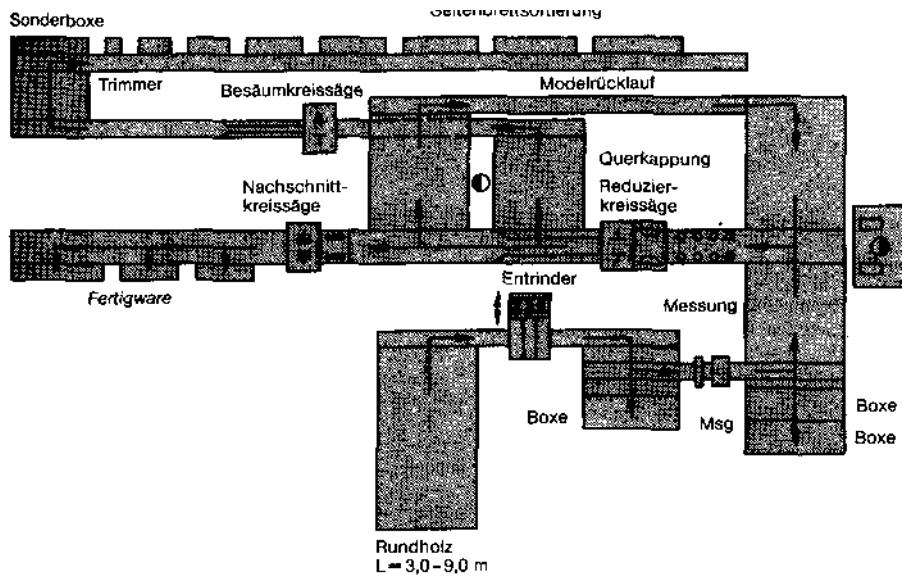 Seitenbrettsortierung
Sonderboxe
Trimmer
Modelrücklauf
Besäumkreissäge
Querkappung
Nachschnitt-
kreissäge
Reduzier-
kreissäge
Entrinder
Fertigware
Messung
Boxe
Msg
Boxe
Boxe
Rundholz
L = 3,0–9,0 m